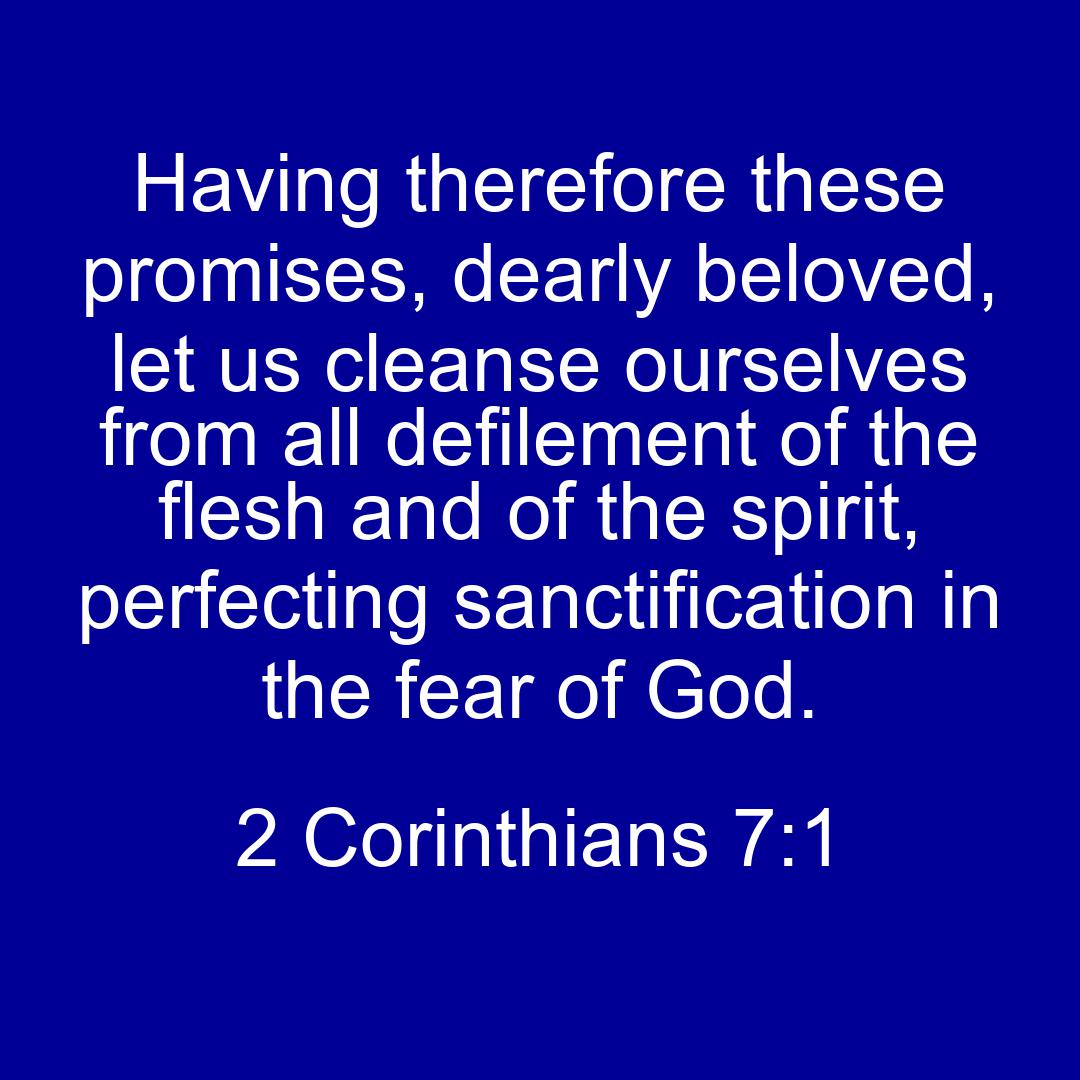 Having therefore these
promises, dearly beloved,
let us cleanse ourselves
from all defilement of the
flesh and of the spirit,
perfecting sanctification in
the fear of God.
2 Corinthians 7:1